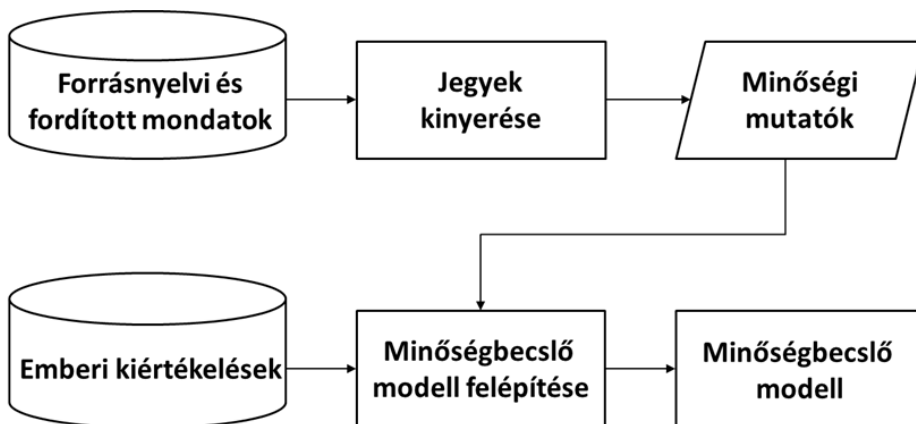 Forrásnyelvi és
fordított mondatok
Jegyek
kinyerése
Minőségi
mutatók
Emberi kiértékelések
Minőségbecslő
modell felépítése
Minőségbecslő
modell